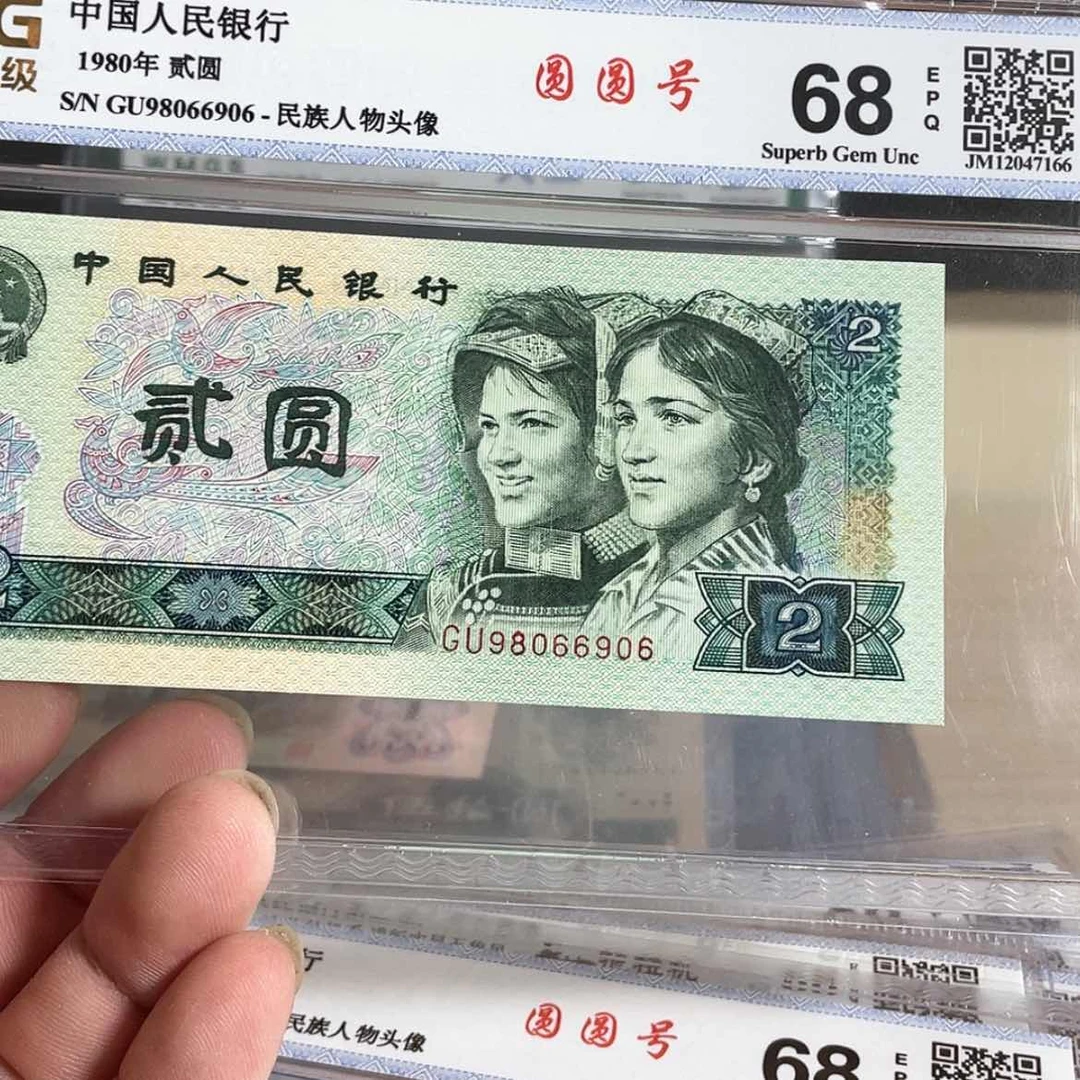 G
中国人民银行
级
1980年 贰圆
S/N GU98066906 - 民族人物头像
圆圆号
68
E
P
Q
Superb Gem Unc
JM12047166
中国人民银行
贰圆
2
GU98066906
2
行
民族人物头像
圆圆号
68
E
P